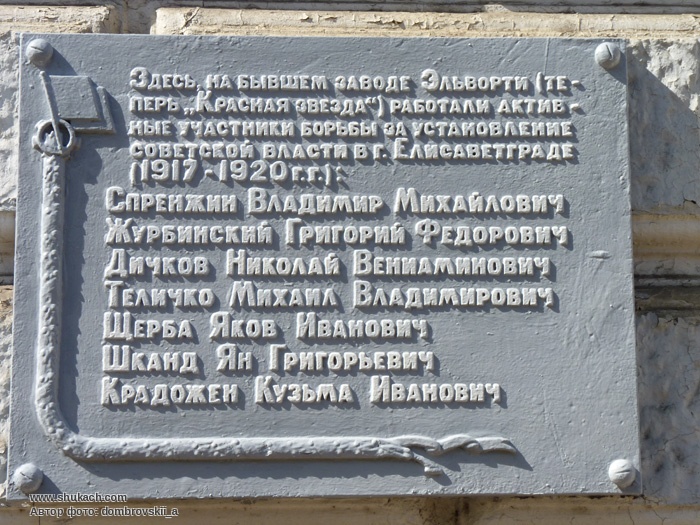 Здесь, на бывшем заводе Эльворти (те-
перь „Красная звезда“) работали актив-
ные участники борьбы за установление
советской власти в г. Елисаветграде
(1917-1920 г.г.):
Спренжин Владимир Михайлович
Журбинский Григорий Федорович
Дичков Николай Вениаминович
Теличко Михаил Владимирович
Щерба Яков Иванович
Шканд Ян Григорьевич
Крадожен Кузьма Иванович
www.shukach.com
Автор фото: dombrovskii_a